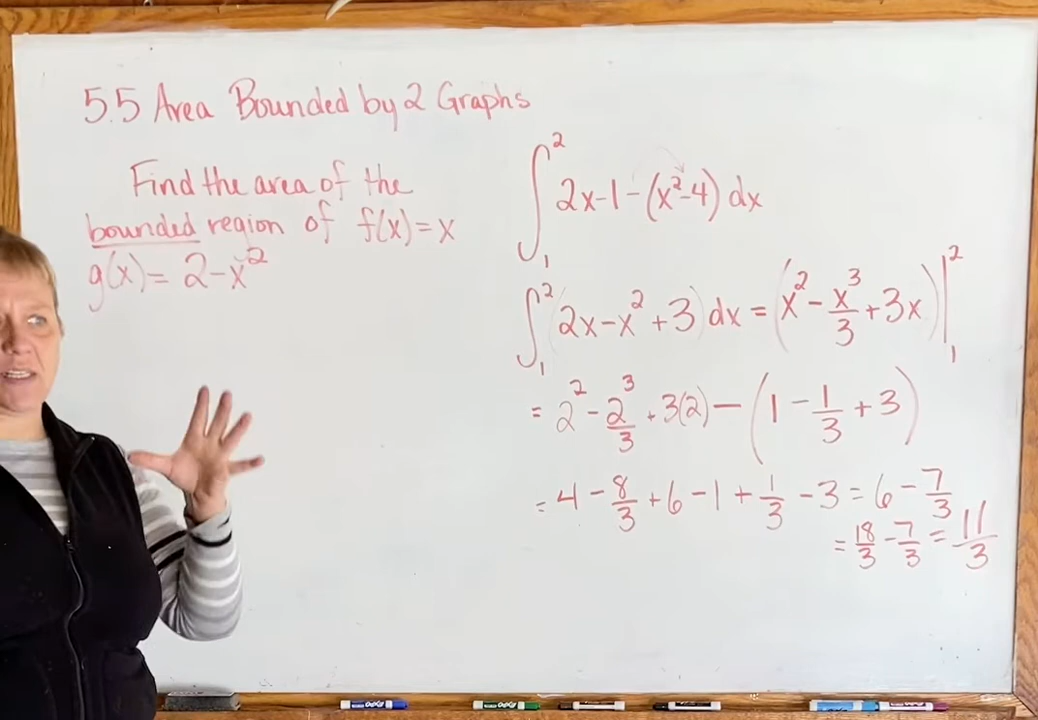 5.5 Area Bounded by 2 Graphs
Find the area of the
bounded region of f(x)=x
g(x)= 2-x²
∫₁² 2x-1-(x²-4) dx
∫₁² (2x-x²+3) dx = (x² - x³/3 + 3x) |₁²
= 2² - 2³/3 + 3(2) - (1 - 1/3 + 3)
= 4 - 8/3 + 6 - 1 + 1/3 - 3 = 6 - 7/3
= 18/3 - 7/3 = 11/3